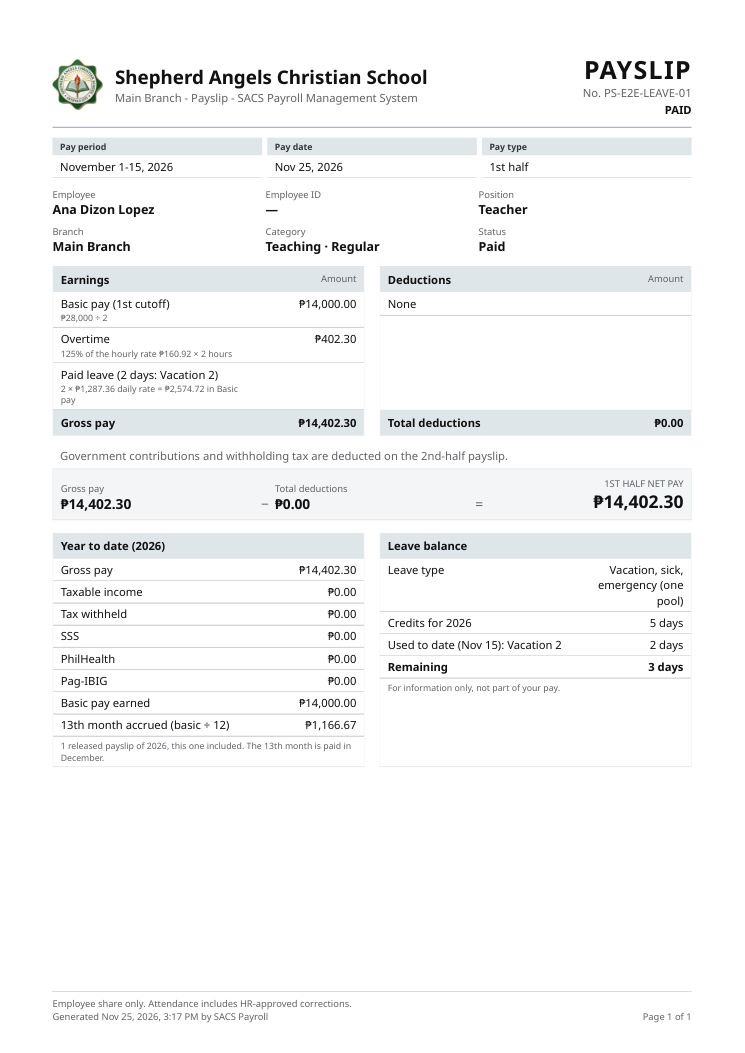 Shepherd Angels Christian School
Main Branch - Payslip - SACS Payroll Management System
PAYSLIP
No. PS-E2E-LEAVE-01
PAID
Pay period
November 1-15, 2026
Pay date
Nov 25, 2026
Pay type
1st half
Employee
Ana Dizon Lopez
Employee ID
—
Position
Teacher
Branch
Main Branch
Category
Teaching · Regular
Status
Paid
Earnings Amount
Basic pay (1st cutoff) ₱14,000.00
₱28,000 ÷ 2
Overtime ₱402.30
125% of the hourly rate ₱160.92 × 2 hours
Paid leave (2 days: Vacation 2)
2 × ₱1,287.36 daily rate = ₱2,574.72 in Basic
pay
Gross pay ₱14,402.30
Deductions Amount
None
Total deductions ₱0.00
Government contributions and withholding tax are deducted on the 2nd-half payslip.
Gross pay
₱14,402.30
−
Total deductions
₱0.00
=
1ST HALF NET PAY
₱14,402.30
Year to date (2026)
Gross pay ₱14,402.30
Taxable income ₱0.00
Tax withheld ₱0.00
SSS ₱0.00
PhilHealth ₱0.00
Pag-IBIG ₱0.00
Basic pay earned ₱14,000.00
13th month accrued (basic ÷ 12) ₱1,166.67
1 released payslip of 2026, this one included. The 13th month is paid in
December.
Leave balance
Leave type Vacation, sick,
emergency (one
pool)
Credits for 2026 5 days
Used to date (Nov 15): Vacation 2 2 days
Remaining 3 days
For information only, not part of your pay.
Employee share only. Attendance includes HR-approved corrections.
Generated Nov 25, 2026, 3:17 PM by SACS Payroll
Page 1 of 1